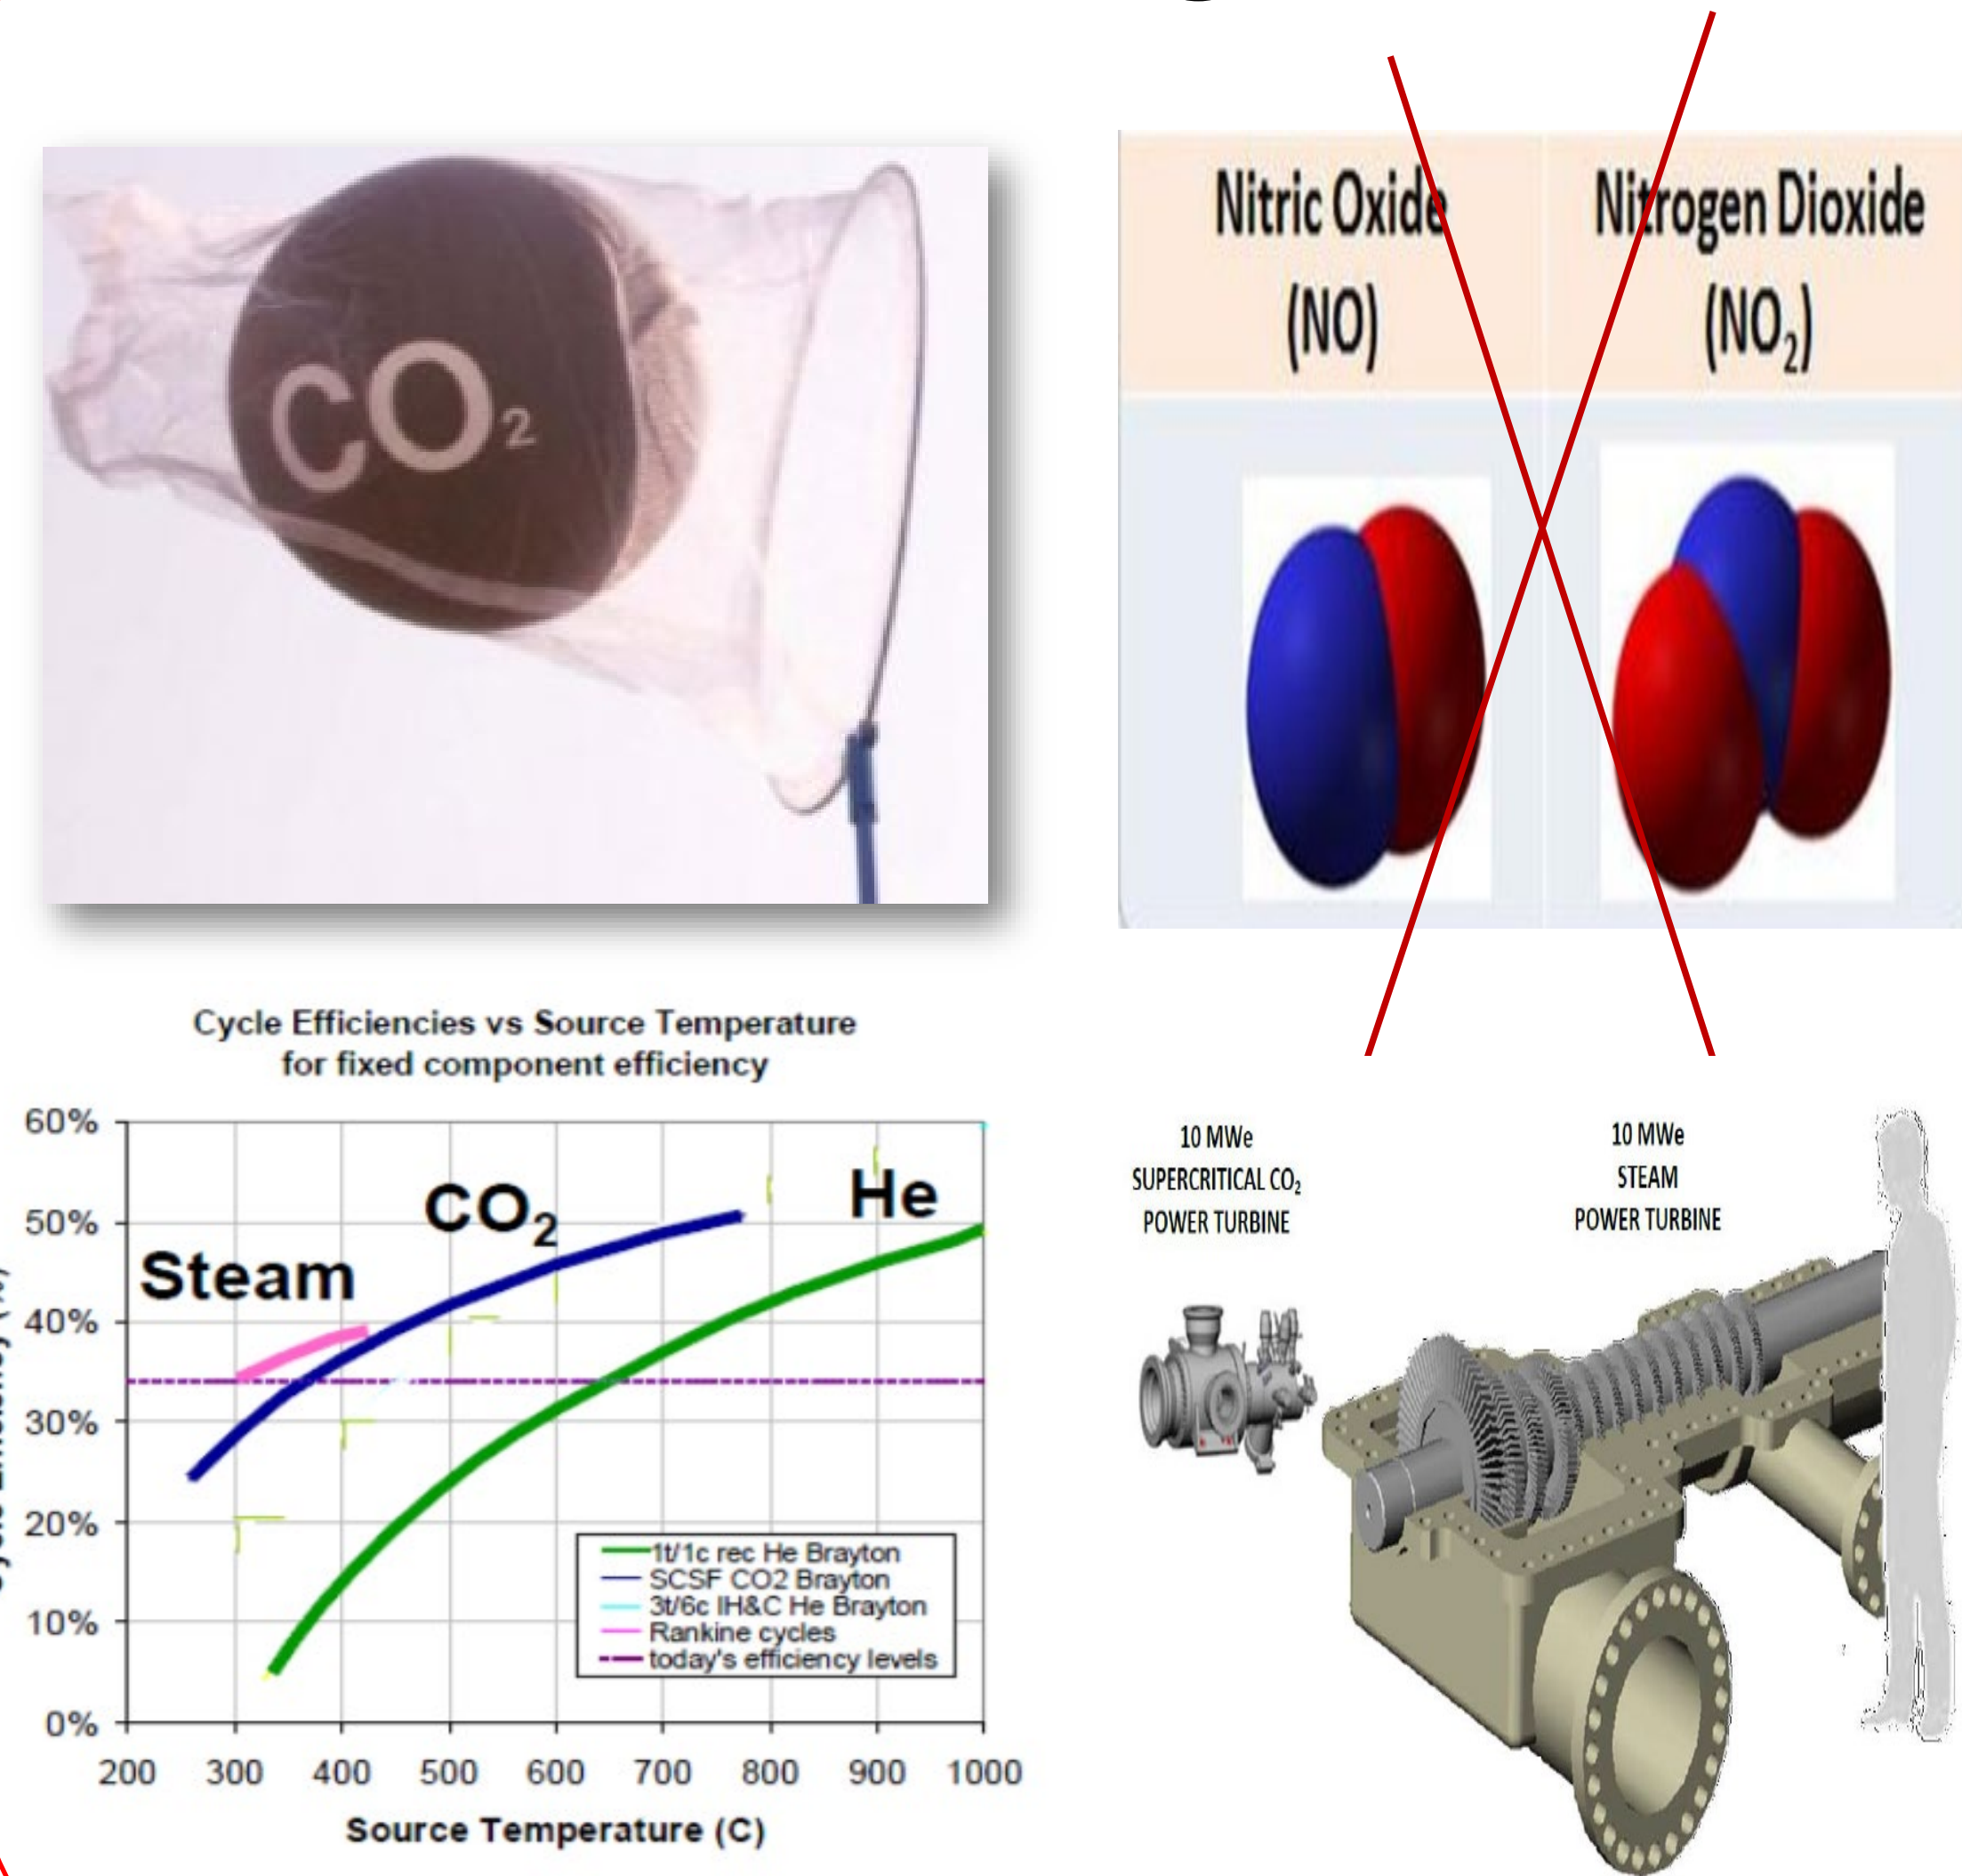 CO₂
Nitric Oxide
(NO)
Nitrogen Dioxide
(NO₂)
Cycle Efficiencies vs Source Temperature
for fixed component efficiency
60%
50%
40%
30%
20%
10%
0%
Steam
CO₂
He
1t/1c rec He Brayton
SCSF CO2 Brayton
3t/6c IH&C He Brayton
Rankine cycles
today's efficiency levels
200 300 400 500 600 700 800 900 1000
Source Temperature (C)
10 MWe
SUPERCRITICAL CO₂
POWER TURBINE
10 MWe
STEAM
POWER TURBINE